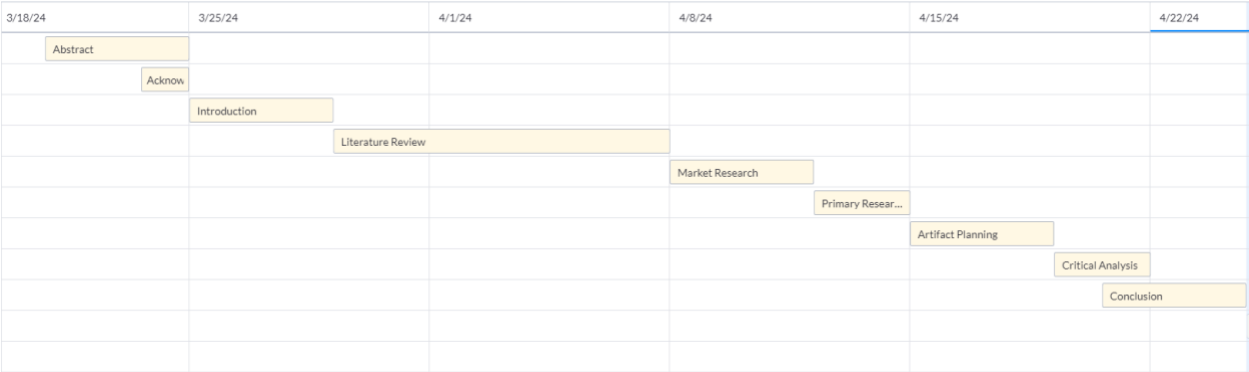 3/18/24 3/25/24 4/1/24 4/8/24 4/15/24 4/22/24
Abstract
Acknow
Introduction
Literature Review
Market Research
Primary Resear...
Artifact Planning
Critical Analysis
Conclusion